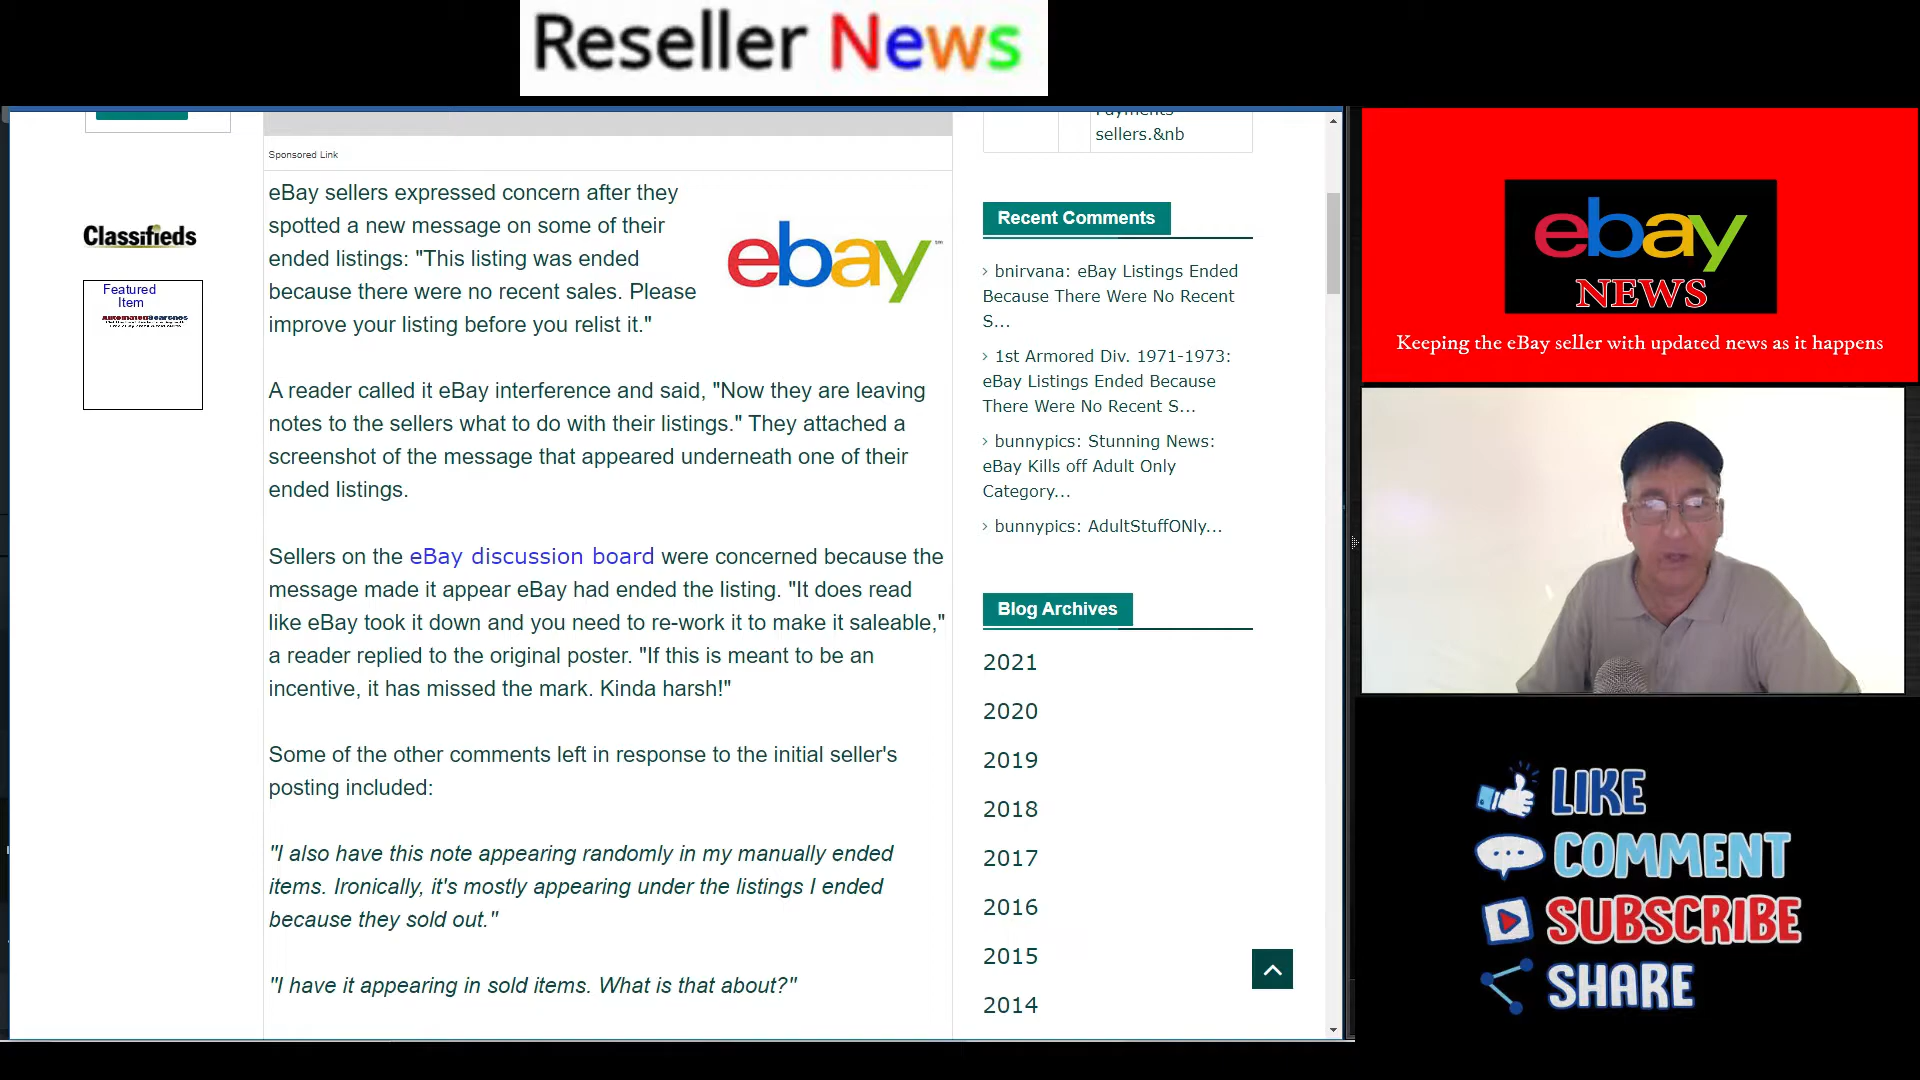 Reseller News
Sponsored Link
eBay sellers expressed concern after they
spotted a new message on some of their
ended listings: "This listing was ended
because there were no recent sales. Please
improve your listing before you relist it."
ebay
A reader called it eBay interference and said, "Now they are leaving
notes to the sellers what to do with their listings." They attached a
screenshot of the message that appeared underneath one of their
ended listings.
Sellers on the eBay discussion board were concerned because the
message made it appear eBay had ended the listing. "It does read
like eBay took it down and you need to re-work it to make it saleable,"
a reader replied to the original poster. "If this is meant to be an
incentive, it has missed the mark. Kinda harsh!"
Some of the other comments left in response to the initial seller's
posting included:
"I also have this note appearing randomly in my manually ended
items. Ironically, it's mostly appearing under the listings I ended
because they sold out."
"I have it appearing in sold items. What is that about?"
Classifieds
Featured
Item
sellers.&nb
Recent Comments
› bnirvana: eBay Listings Ended
Because There Were No Recent
S...
› 1st Armored Div. 1971-1973:
eBay Listings Ended Because
There Were No Recent S...
› bunnypics: Stunning News:
eBay Kills off Adult Only
Category...
› bunnypics: AdultStuffONly...
Blog Archives
2021
2020
2019
2018
2017
2016
2015
2014
ebay
NEWS
Keeping the eBay seller with updated news as it happens
LIKE
COMMENT
SUBSCRIBE
SHARE